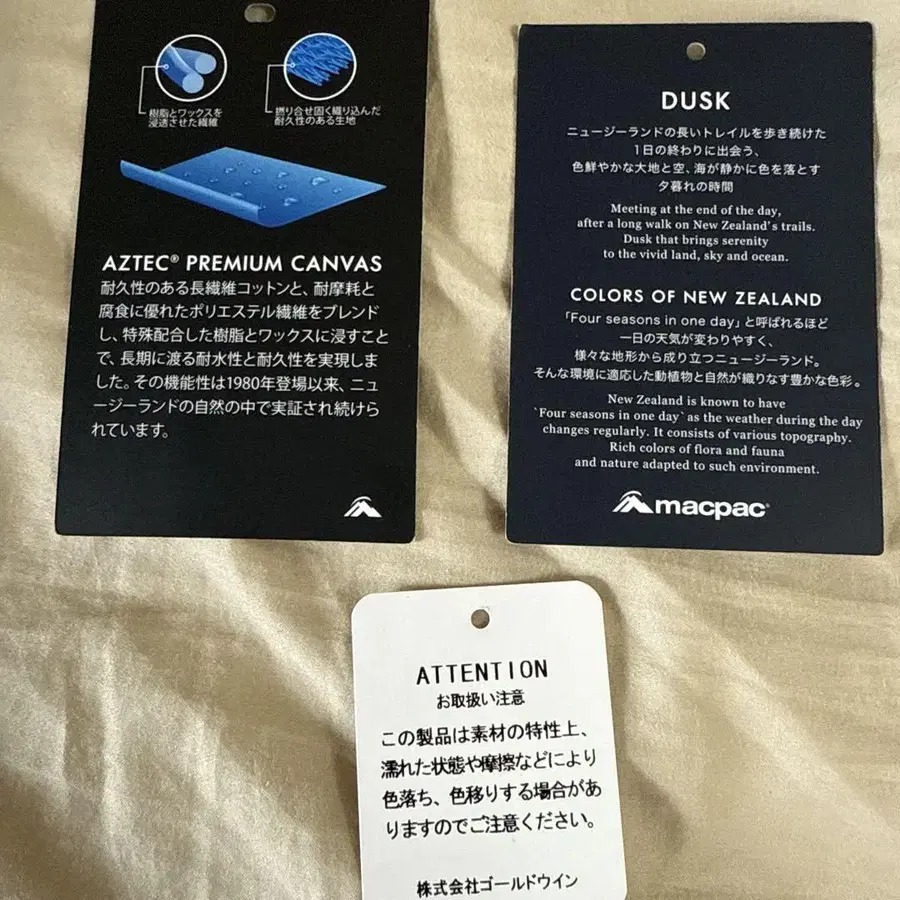 樹脂とワックスを
浸透させた繊維
撚り合せ固く織り込んだ
耐久性のある生地
AZTEC® PREMIUM CANVAS
耐久性のある長繊維コットンと、耐摩耗と
腐食に優れたポリエステル繊維をブレンド
し、特殊配合した樹脂とワックスに浸すこと
で、長期に渡る耐水性と耐久性を実現しま
した。その機能性は1980年登場以来、ニュ
ージーランドの自然の中で実証され続けら
れています。
DUSK
ニュージーランドの長いトレイルを歩き続けた
1日の終わりに出会う、
色鮮やかな大地と空、海が静かに色を落とす
夕暮れの時間
Meeting at the end of the day,
after a long walk on New Zealand's trails.
Dusk that brings serenity
to the vivid land, sky and ocean.
COLORS OF NEW ZEALAND
「Four seasons in one day」と呼ばれるほど
一日の天気が変わりやすく、
様々な地形から成り立つニュージーランド。
そんな環境に適応した動植物と自然が織りなす豊かな色彩。
New Zealand is known to have
`Four seasons in one day` as the weather during the day
changes regularly. It consists of various topography.
Rich colors of flora and fauna
and nature adapted to such environment.
macpac®
ATTENTION
お取扱い注意
この製品は素材の特性上、
濡れた状態や摩擦などにより
色落ち、色移りする場合があ
りますのでご注意ください。
株式会社ゴールドウイン